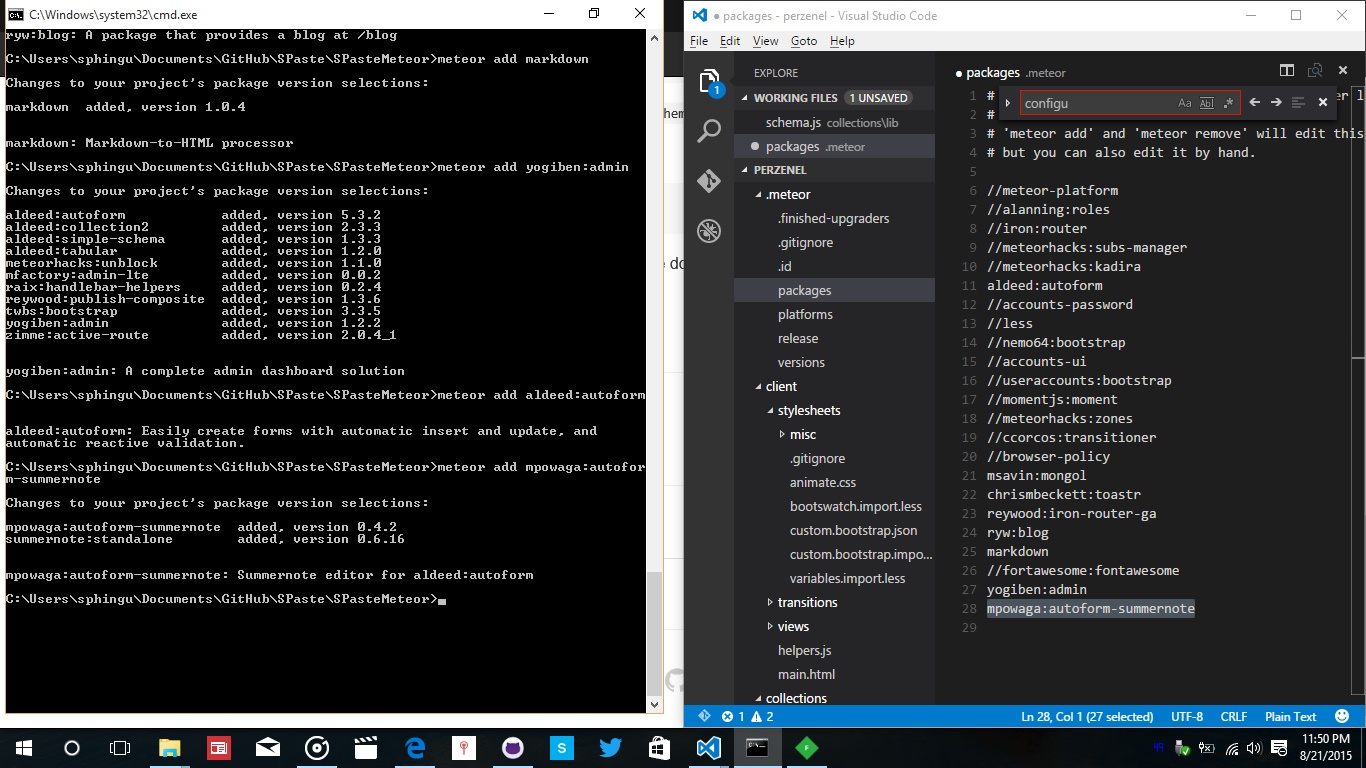 C:\Windows\system32\cmd.exe
ryw:blog: A package that provides a blog at /blog
C:\Users\sphingu\Documents\GitHub\SPaste\SPasteMeteor>meteor add markdown
Changes to your project's package version selections:
markdown  added, version 1.0.4
markdown: Markdown-to-HTML processor
C:\Users\sphingu\Documents\GitHub\SPaste\SPasteMeteor>meteor add yogiben:admin
Changes to your project's package version selections:
aldeed:autoform            added, version 5.3.2
aldeed:collection2         added, version 2.3.3
aldeed:simple-schema       added, version 1.3.3
aldeed:tabular             added, version 1.2.0
meteorhacks:unblock        added, version 1.1.0
mfactory:admin-lte         added, version 0.0.2
raix:handlebar-helpers     added, version 0.2.4
reywood:publish-composite  added, version 1.3.6
twbs:bootstrap             added, version 3.3.5
yogiben:admin              added, version 1.2.2
zimme:active-route         added, version 2.0.4_1
yogiben:admin: A complete admin dashboard solution
C:\Users\sphingu\Documents\GitHub\SPaste\SPasteMeteor>meteor add aldeed:autoform
aldeed:autoform: Easily create forms with automatic insert and update, and
automatic reactive validation.
C:\Users\sphingu\Documents\GitHub\SPaste\SPasteMeteor>meteor add mpowaga:autofor
m-summernote
Changes to your project's package version selections:
mpowaga:autoform-summernote  added, version 0.4.2
summernote:standalone        added, version 0.6.16
mpowaga:autoform-summernote: Summernote editor for aldeed:autoform
C:\Users\sphingu\Documents\GitHub\SPaste\SPasteMeteor>
hem
e do
● packages - perzenel - Visual Studio Code
File Edit View Goto Help
1
EXPLORE
WORKING FILES 1 UNSAVED
schema.js collections\lib
packages .meteor
PERZENEL
.meteor
.finished-upgraders
.gitignore
.id
packages
platforms
release
versions
client
stylesheets
misc
.gitignore
animate.css
bootswatch.import.less
custom.bootstrap.json
custom.bootstrap.impo...
variables.import.less
transitions
views
helpers.js
main.html
collections
● packages .meteor
configu Aa Abl .*
1 # er l
2 #
3 # 'meteor add' and 'meteor remove' will edit this
4 # but you can also edit it by hand.
5
6 //meteor-platform
7 //alanning:roles
8 //iron:router
9 //meteorhacks:subs-manager
10 //meteorhacks:kadira
11 aldeed:autoform
12 //accounts-password
13 //less
14 //nemo64:bootstrap
15 //accounts-ui
16 //useraccounts:bootstrap
17 //momentjs:moment
18 //meteorhacks:zones
19 //ccorcos:transitioner
20 //browser-policy
21 msavin:mongol
22 chrismbeckett:toastr
23 reywood:iron-router-ga
24 ryw:blog
25 markdown
26 //fortawesome:fontawesome
27 yogiben:admin
28 mpowaga:autoform-summernote
29
1 2 Ln 28, Col 1 (27 selected) UTF-8 CRLF Plain Text
11:50 PM
8/21/2015